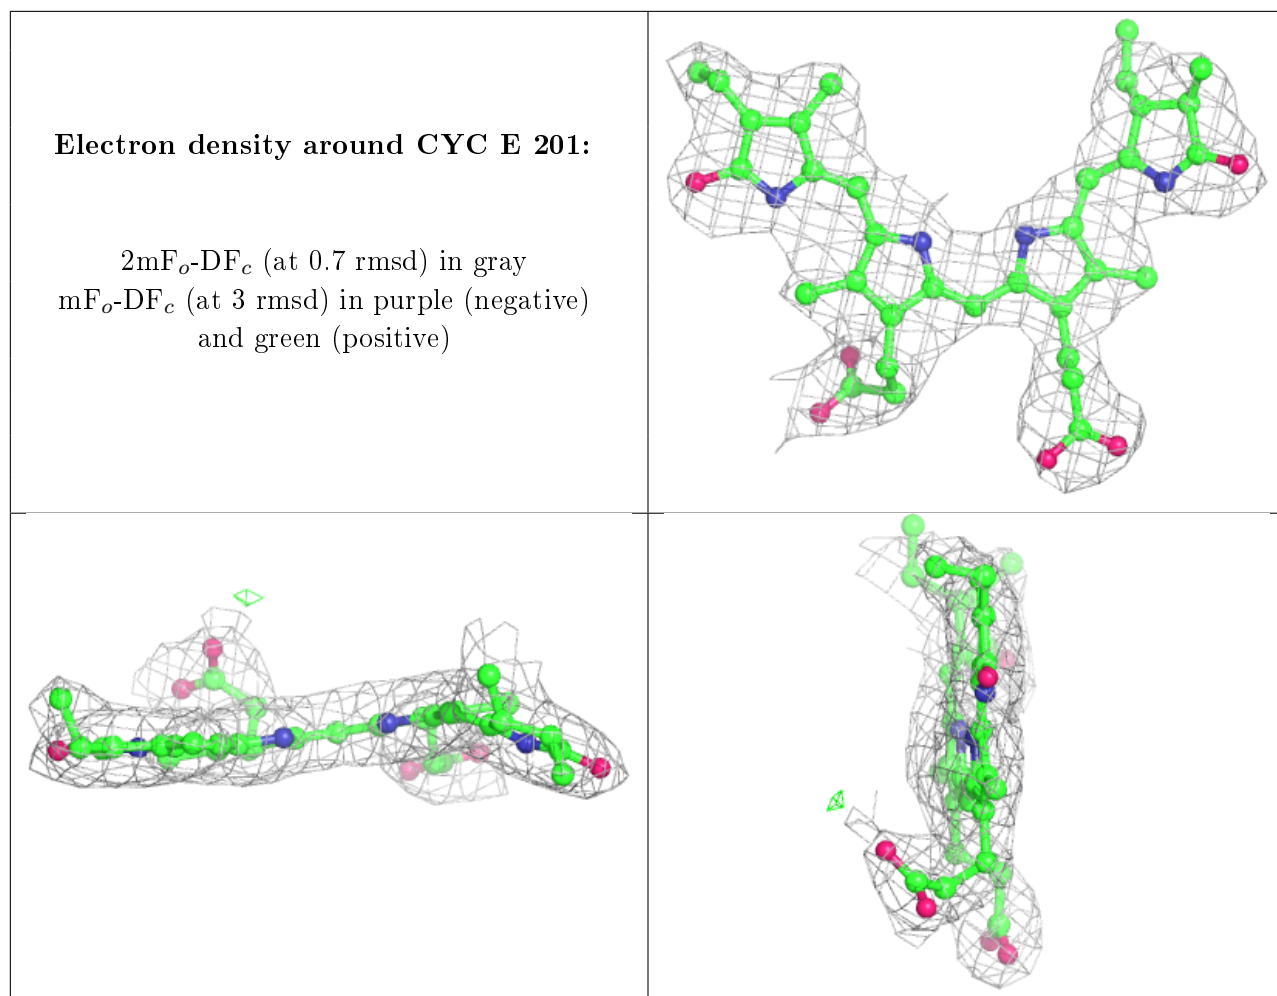 Electron density around CYC E 201:
2mFₒ-DF𝒸 (at 0.7 rmsd) in gray
mFₒ-DF𝒸 (at 3 rmsd) in purple (negative)
and green (positive)